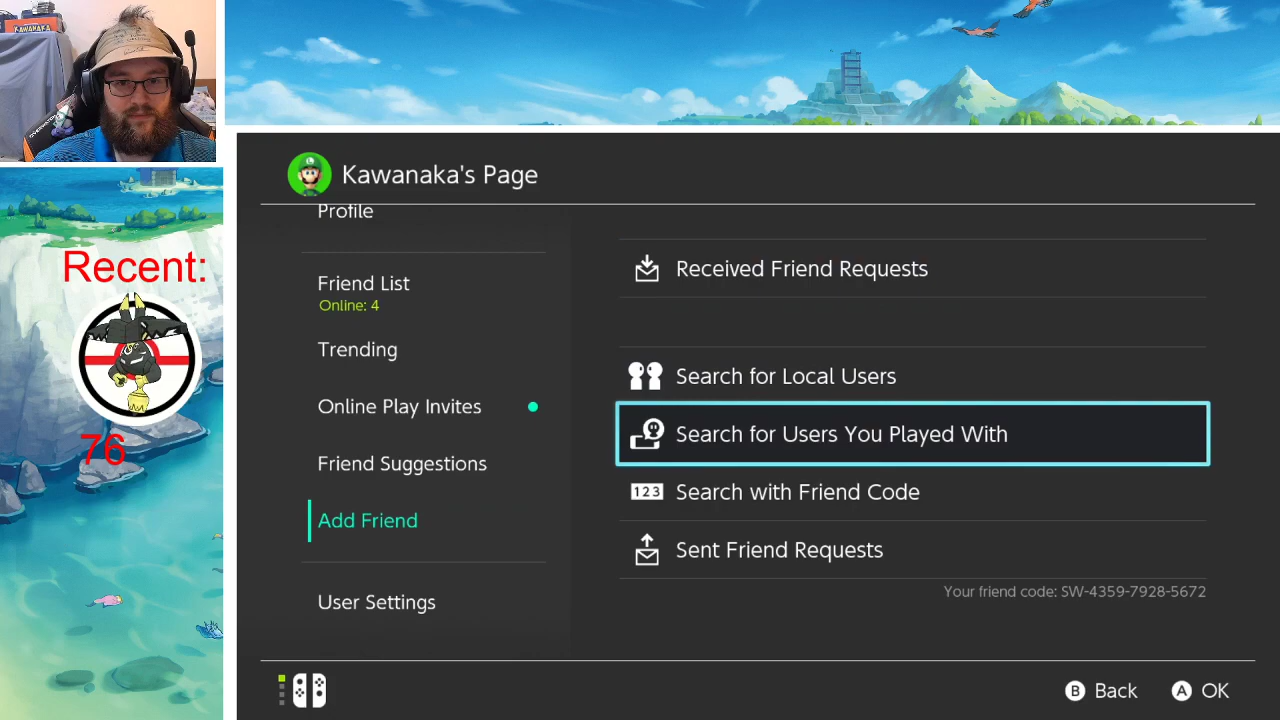 KAWANAKA
Recent:
76
Kawanaka's Page
Profile
Friend List
Online: 4
Trending
Online Play Invites
Friend Suggestions
Add Friend
User Settings
Received Friend Requests
Search for Local Users
Search for Users You Played With
123 Search with Friend Code
Sent Friend Requests
Your friend code: SW-4359-7928-5672
B Back A OK